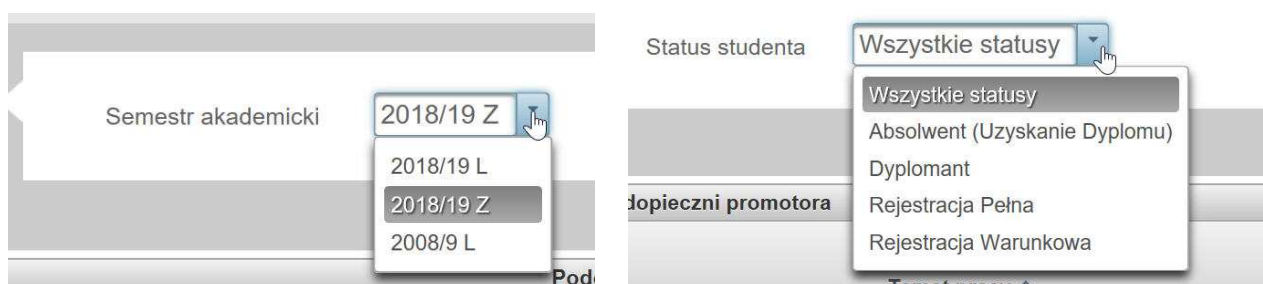 Semestr akademicki
2018/19 Z
2018/19 L
2018/19 Z
2008/9 L
Status studenta
Wszystkie statusy
Wszystkie statusy
Absolwent (Uzyskanie Dyplomu)
Dyplomant
Rejestracja Pełna
Rejestracja Warunkowa
dopieczni promotora